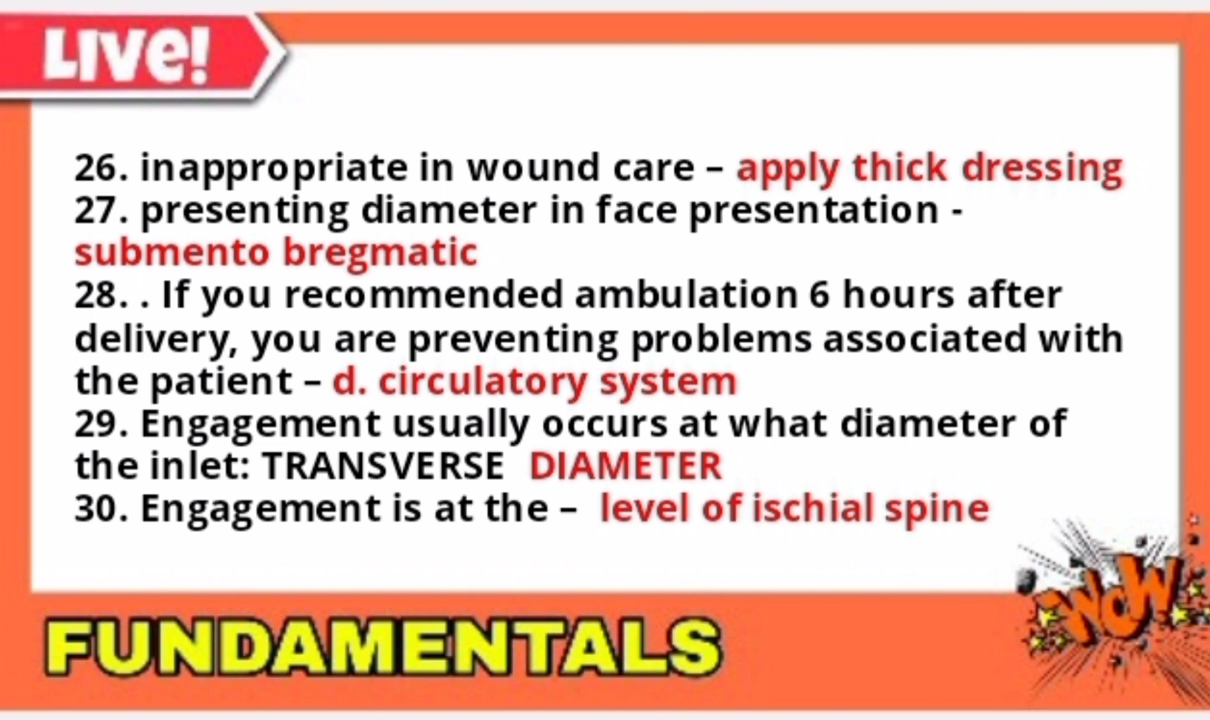 LIVE!
26. inappropriate in wound care – apply thick dressing
27. presenting diameter in face presentation -
submento bregmatic
28. . If you recommended ambulation 6 hours after
delivery, you are preventing problems associated with
the patient – d. circulatory system
29. Engagement usually occurs at what diameter of
the inlet: TRANSVERSE DIAMETER
30. Engagement is at the – level of ischial spine
WOW
FUNDAMENTALS